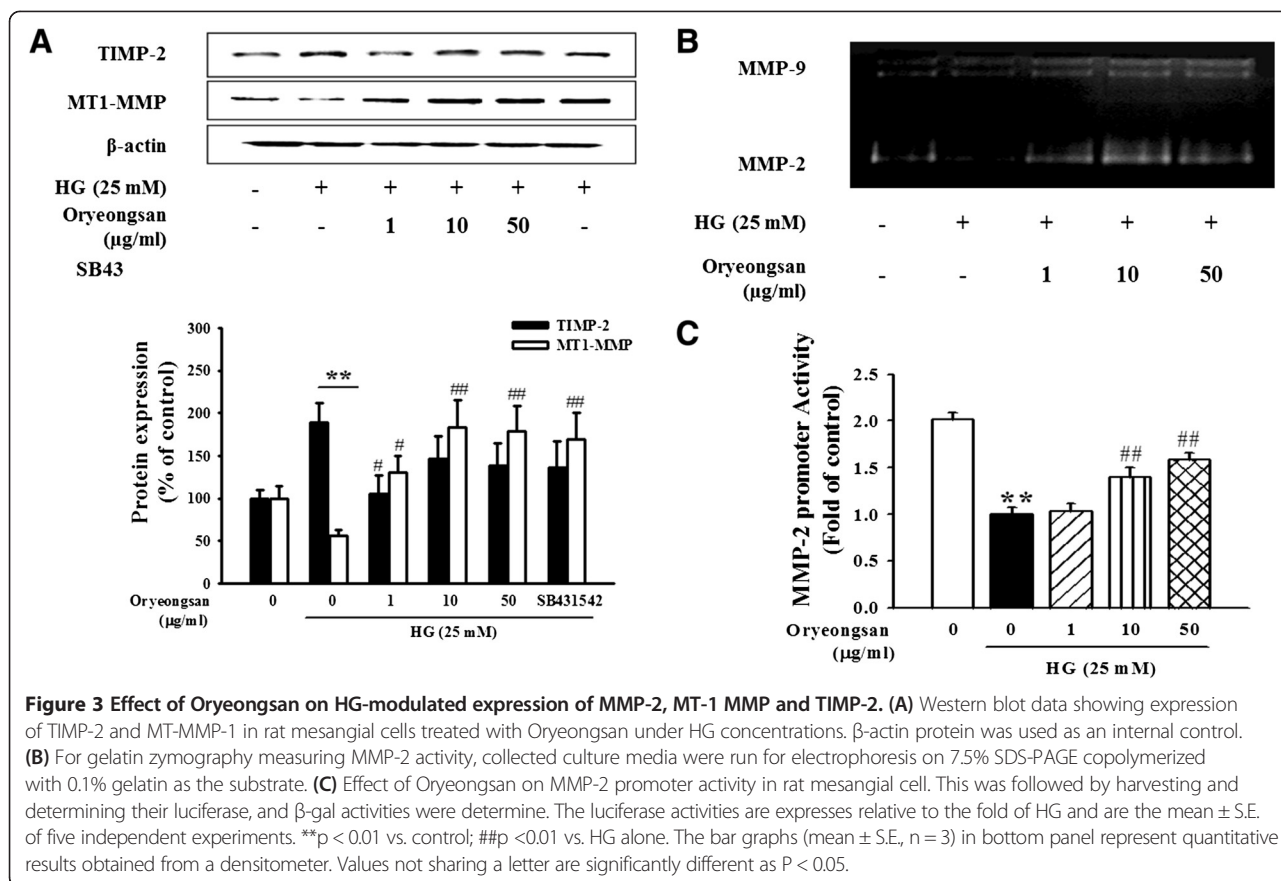 A
TIMP-2
MT1-MMP
β-actin
HG (25 mM) - + + + + +
Oryeongsan - - 1 10 50 -
(μg/ml)
SB43
300
250
200
150
100
50
0
Protein expression
(% of control)
TIMP-2
MT1-MMP
**
#
#
##
##
##
Oryeongsan 0 0 1 10 50 SB431542
(μg/ml)
HG (25 mM)
B
MMP-9
MMP-2
HG (25 mM) - + + + +
Oryeongsan - - 1 10 50
(μg/ml)
C
2.5
2.0
1.5
1.0
0.5
0.0
MMP-2 promoter Activity
(Fold of control)
**
##
##
Oryeongsan 0 0 1 10 50
(μg/ml)
HG (25 mM)
Figure 3 Effect of Oryeongsan on HG-modulated expression of MMP-2, MT-1 MMP and TIMP-2. (A) Western blot data showing expression
of TIMP-2 and MT-MMP-1 in rat mesangial cells treated with Oryeongsan under HG concentrations. β-actin protein was used as an internal control.
(B) For gelatin zymography measuring MMP-2 activity, collected culture media were run for electrophoresis on 7.5% SDS-PAGE copolymerized
with 0.1% gelatin as the substrate. (C) Effect of Oryeongsan on MMP-2 promoter activity in rat mesangial cell. This was followed by harvesting and
determining their luciferase, and β-gal activities were determine. The luciferase activities are expresses relative to the fold of HG and are the mean ± S.E.
of five independent experiments. **p < 0.01 vs. control; ##p <0.01 vs. HG alone. The bar graphs (mean ± S.E., n = 3) in bottom panel represent quantitative
results obtained from a densitometer. Values not sharing a letter are significantly different as P < 0.05.